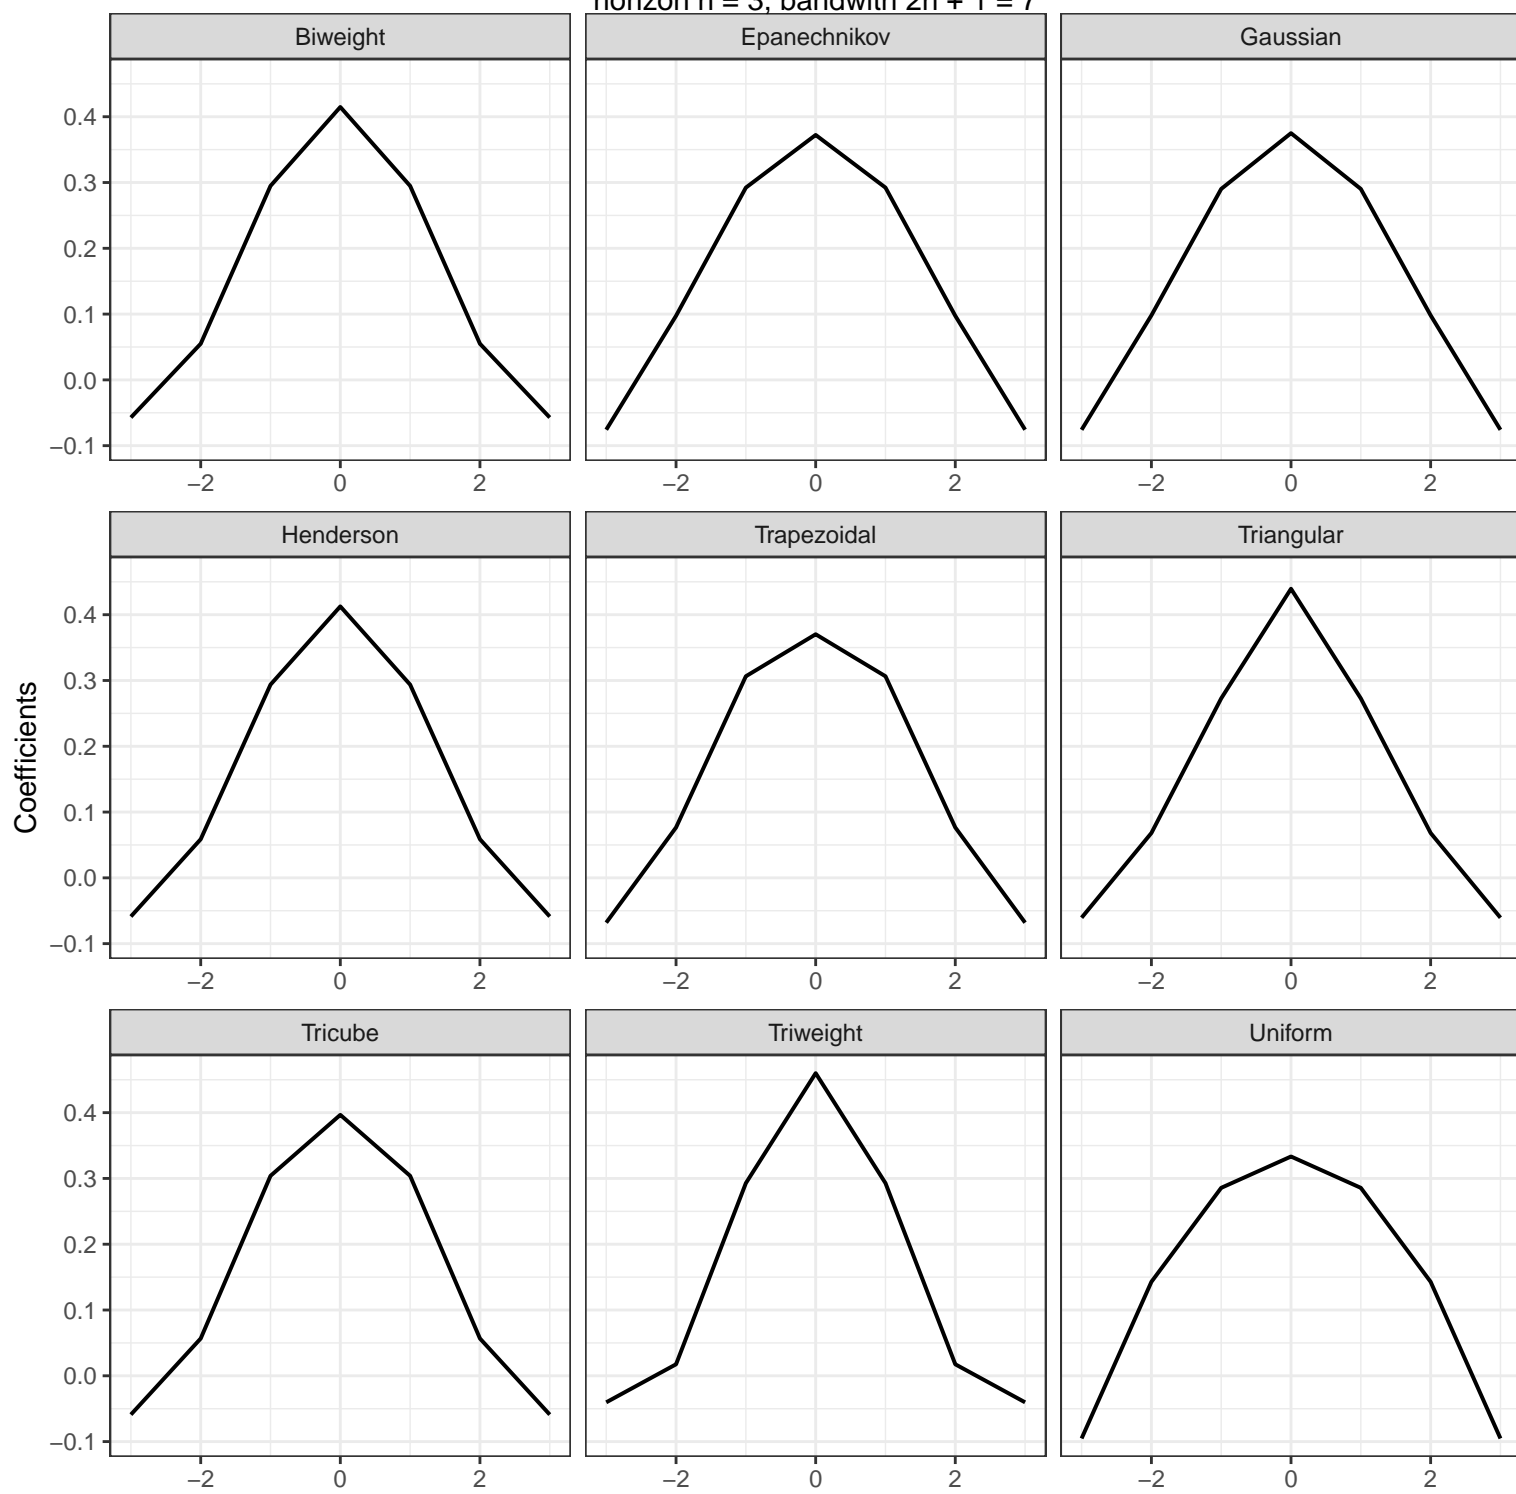 horizon h = 3, bandwith 2h + 1 = 7
Biweight Epanechnikov Gaussian
0.4
0.3
0.2
0.1
0.0
−0.1
−2 0 2 −2 0 2 −2 0 2
Henderson Trapezoidal Triangular
0.4
0.3
0.2
0.1
0.0
−0.1
−2 0 2 −2 0 2 −2 0 2
Coefficients
Tricube Triweight Uniform
0.4
0.3
0.2
0.1
0.0
−0.1
−2 0 2 −2 0 2 −2 0 2